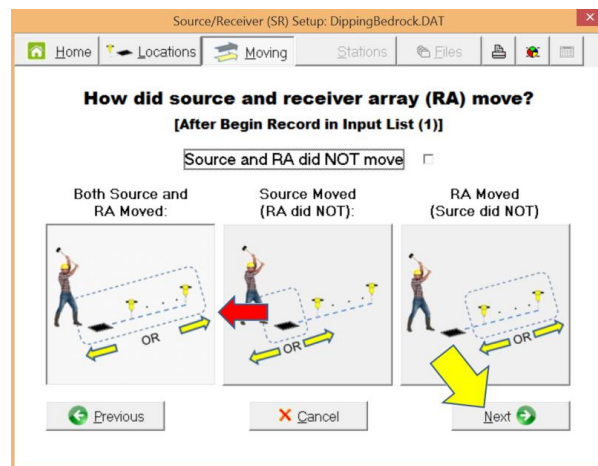 Source/Receiver (SR) Setup: DippingBedrock.DAT
Home Locations Moving Stations Files
How did source and receiver array (RA) move?
[After Begin Record in Input List (1)]
Source and RA did NOT move
Both Source and
RA Moved:
Source Moved
(RA did NOT):
RA Moved
(Surce did NOT)
OR
OR
OR
Previous Cancel Next